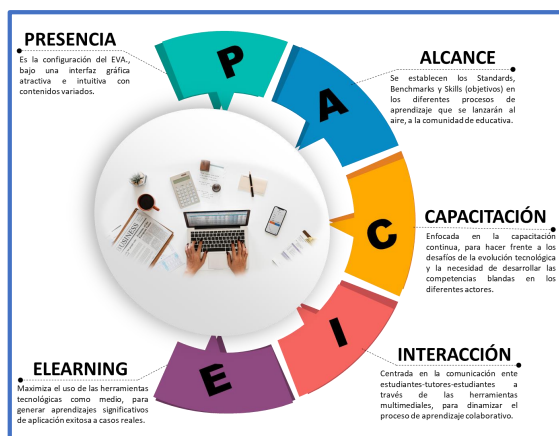 PRESENCIA
Es la configuración del EVA.,
bajo una interfaz gráfica
atractiva e intuitiva con
contenidos variados.
P
ALCANCE
Se establecen los Standards,
Benchmarks y Skills (objetivos) en
los diferentes procesos de
aprendizaje que se lanzarán al
aire, a la comunidad de educativa.
A
CAPACITACIÓN
Enfocada en la capacitación
continua, para hacer frente a los
desafíos de la evolución tecnológica
y la necesidad de desarrollar las
competencias blandas en los
diferentes actores.
C
BUSINESS
INTERACCIÓN
Centrada en la comunicación ente
estudiantes-tutores-estudiantes a
través de las herramientas
multimediales, para dinamizar el
proceso de aprendizaje colaborativo.
I
ELEARNING
Maximiza el uso de las herramientas
tecnológicas como medio, para
generar aprendizajes significativos
de aplicación exitosa a casos reales.
E